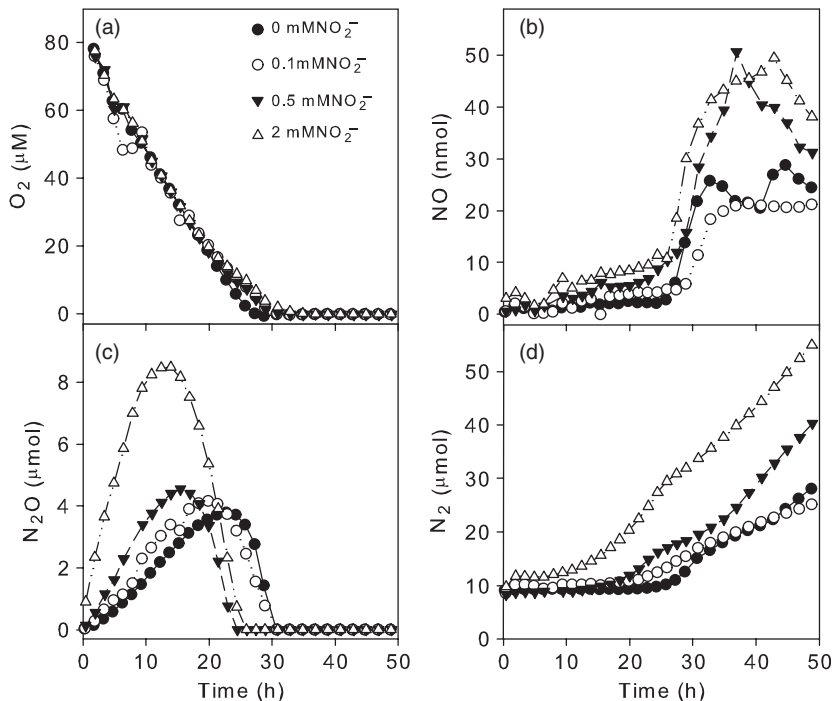 (a)
0 mMNO₂⁻
0.1mMNO₂⁻
0.5 mMNO₂⁻
2 mMNO₂⁻
80
60
40
20
0
O₂ (μM)
(b)
50
40
30
20
10
0
NO (nmol)
(c)
8
6
4
2
0
N₂O (μmol)
0 10 20 30 40 50
Time (h)
(d)
50
40
30
20
10
0
N₂ (μmol)
0 10 20 30 40 50
Time (h)